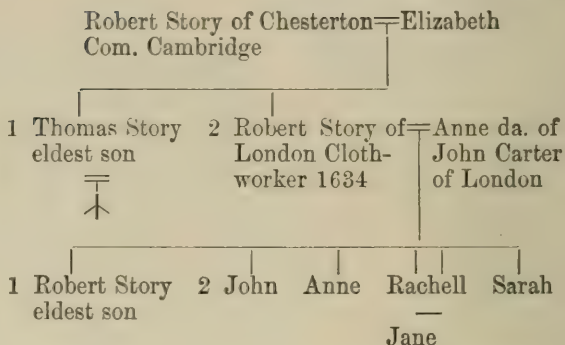 Robert Story of Chesterton Elizabeth
Com. Cambridge
1 Thomas Story 2 Robert Story of Anne da. of
eldest son London Cloth- John Carter
worker 1634 of London
1 Robert Story 2 John Anne Rachell Sarah
eldest son
Jane